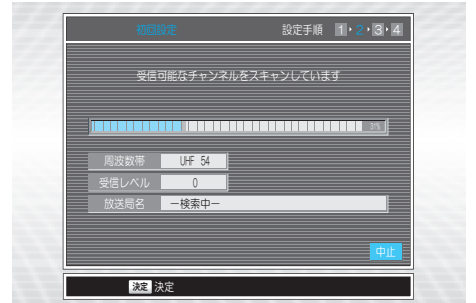 初回設定 設定手順 1・2・3・4
受信可能なチャンネルをスキャンしています
31%
周波数帯 UHF 54
受信レベル 0
放送局名 －検索中－
中止
決定 決定